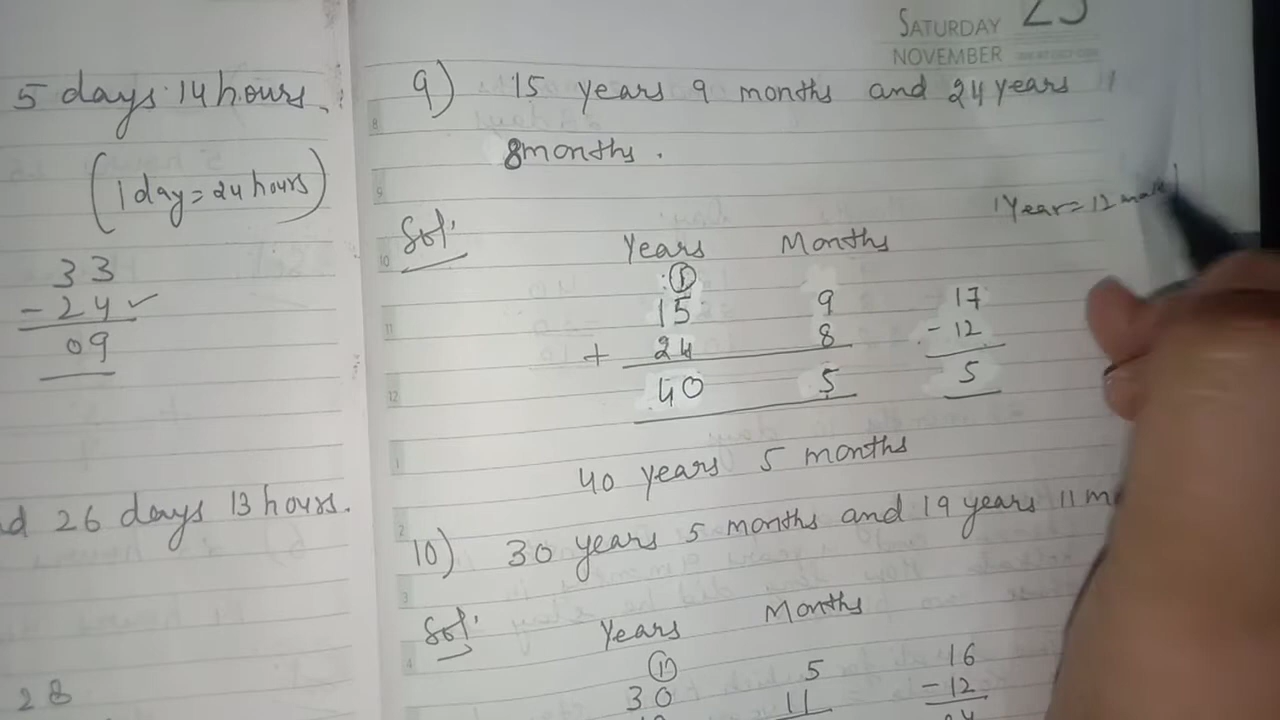 5 days 14 hours.
(1 day = 24 hours)
33
- 24 ✓
09
26 days 13 hours.
28
SATURDAY
NOVEMBER
9) 15 years 9 months and 24 years
8 months.
Sol:
1 Year = 12
Years Months
1
15 9 17
+ 24 8 - 12
40 5 5
40 years 5 months
10) 30 years 5 months and 19 years 11
Sol:
Years Months
1
30 5 16
11 - 12